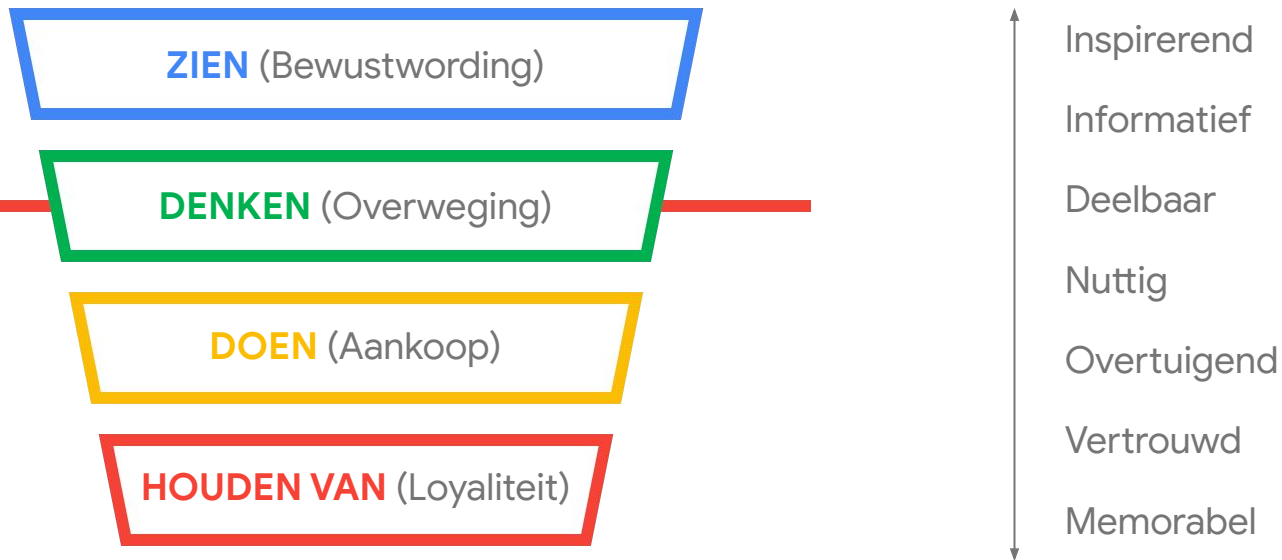 ZIEN (Bewustwording)
DENKEN (Overweging)
DOEN (Aankoop)
HOUDEN VAN (Loyaliteit)
Inspirerend
Informatief
Deelbaar
Nuttig
Overtuigend
Vertrouwd
Memorabel